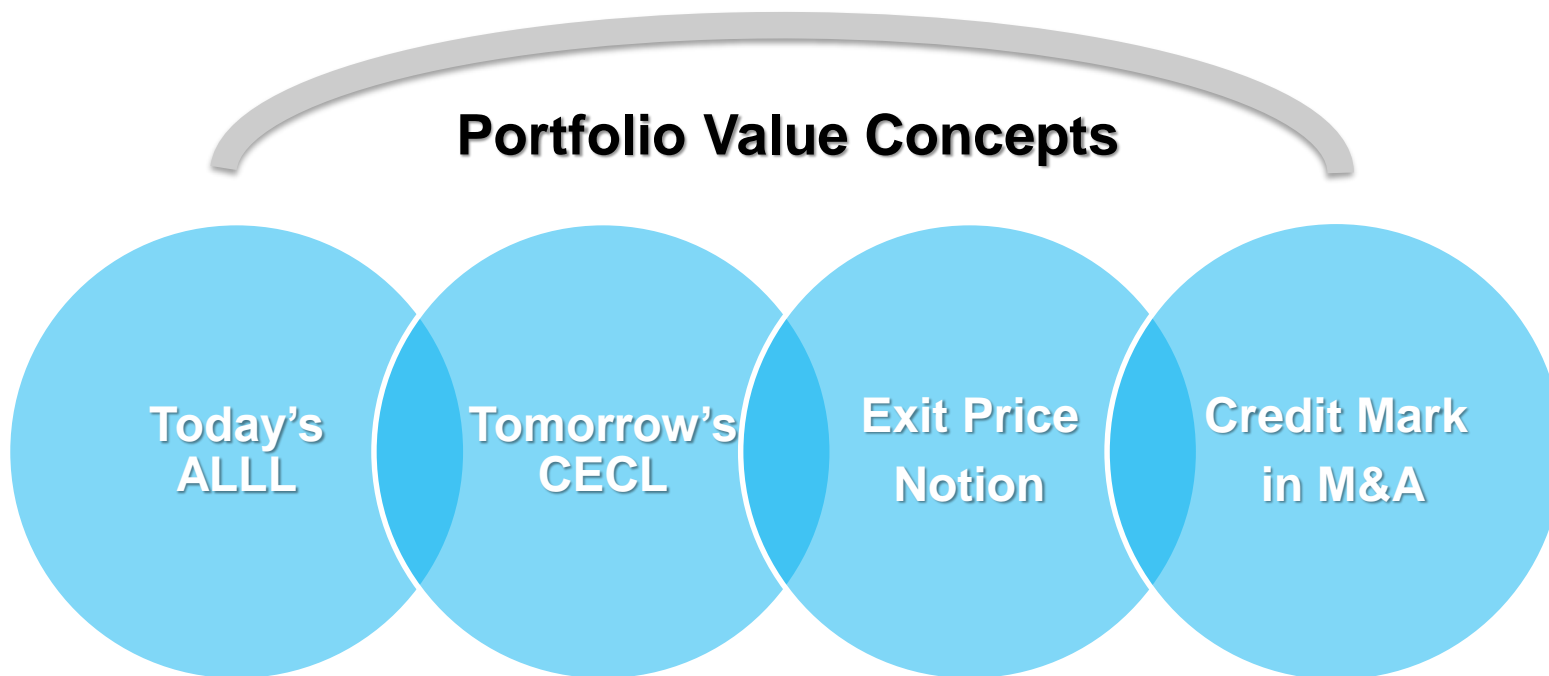 Portfolio Value Concepts
Today’s
ALLL
Tomorrow’s
CECL
Exit Price
Notion
Credit Mark
in M&A